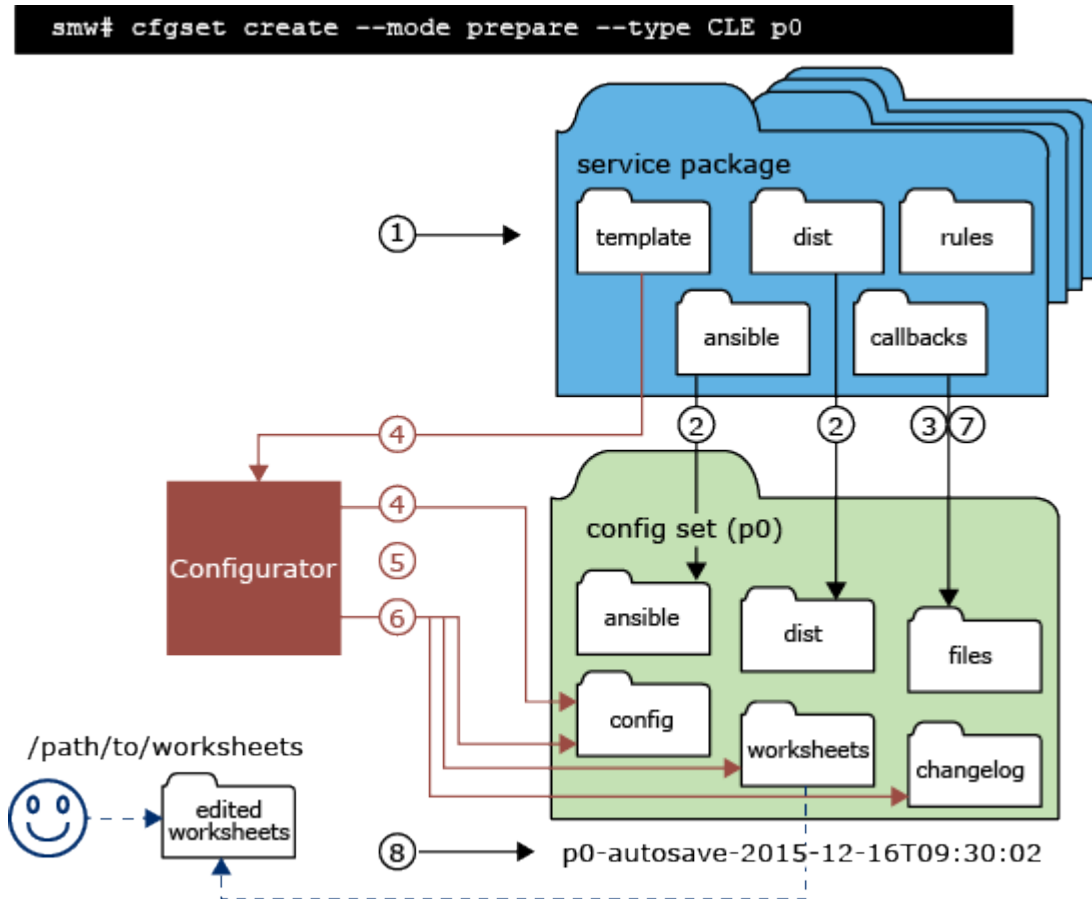 smw# cfgset create --mode prepare --type CLE p0
service package
template
dist
rules
1
ansible
callbacks
2
2
3
7
4
4
Configurator
5
6
config set (p0)
ansible
dist
files
config
worksheets
changelog
/path/to/worksheets
edited
worksheets
8
p0-autosave-2015-12-16T09:30:02